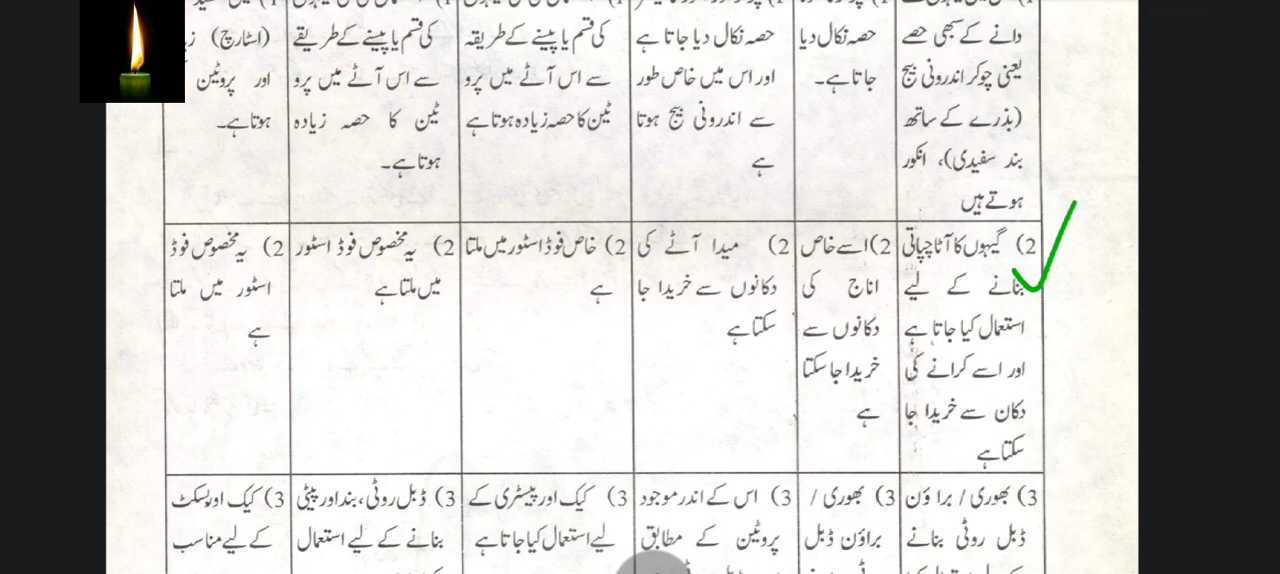 دانے کے سبھی حصے
یعنی چوکر اندرونی بیج
(بذرے کے ساتھ
بند سفیدی)، انکور
ہوتے ہیں
حصہ نکال دیا
جاتا ہے۔
حصہ نکال دیا جاتا ہے
اور اس میں خاص طور
سے اندرونی بیج ہوتا
ہے
کی قسم یا پیسنے کے طریقہ
سے اس آٹے میں پرو
ٹین کا حصہ زیادہ ہوتا ہے
کی قسم یا پیسنے کے طریقے
سے اس آٹے میں پرو
ٹین کا حصہ زیادہ
ہوتا ہے۔
(اسٹارچ)
اور پروٹین
ہوتا ہے۔
2) گیہوں کا آٹا چپاتی
بنانے کے لیے
استعمال کیا جاتا ہے
اور اسے کرانے کی
دکان سے خریدا جا
سکتا ہے
2) اسے خاص
اناج کی
دکانوں سے
خریدا جا سکتا
ہے
2) میدا آٹے کی
دکانوں سے خریدا جا
سکتا ہے
2) خاص فوڈ اسٹور میں ملتا
ہے
2) یہ مخصوص فوڈ اسٹور
میں ملتا ہے
2) یہ مخصوص فوڈ
اسٹور میں ملتا
ہے
3) بھوری / براؤن
ڈبل روٹی بنانے
3) بھوری /
براؤن ڈبل
3) اس کے اندر موجود
پروٹین کے مطابق
3) کیک اور پیسٹری کے
لیے استعمال کیا جاتا ہے
3) ڈبل روٹی، بند اور پیٹی
بنانے کے لیے استعمال
3) کیک اور بسکٹ
کے لیے مناسب